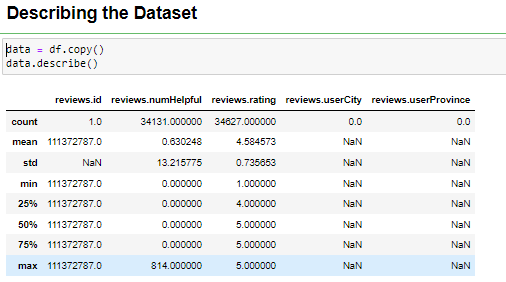 Describing the Dataset
data = df.copy()
data.describe()
reviews.id reviews.numHelpful reviews.rating reviews.userCity reviews.userProvince
count 1.0 34131.000000 34627.000000 0.0 0.0
mean 111372787.0 0.630248 4.584573 NaN NaN
std NaN 13.215775 0.735653 NaN NaN
min 111372787.0 0.000000 1.000000 NaN NaN
25% 111372787.0 0.000000 4.000000 NaN NaN
50% 111372787.0 0.000000 5.000000 NaN NaN
75% 111372787.0 0.000000 5.000000 NaN NaN
max 111372787.0 814.000000 5.000000 NaN NaN